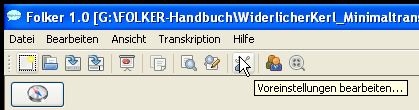 Folker 1.0 [G:\FOLKER-Handbuch\WiderlicherKerl_Minimaltrans
Datei Bearbeiten Ansicht Transkription Hilfe
Voreinstellungen bearbeiten...